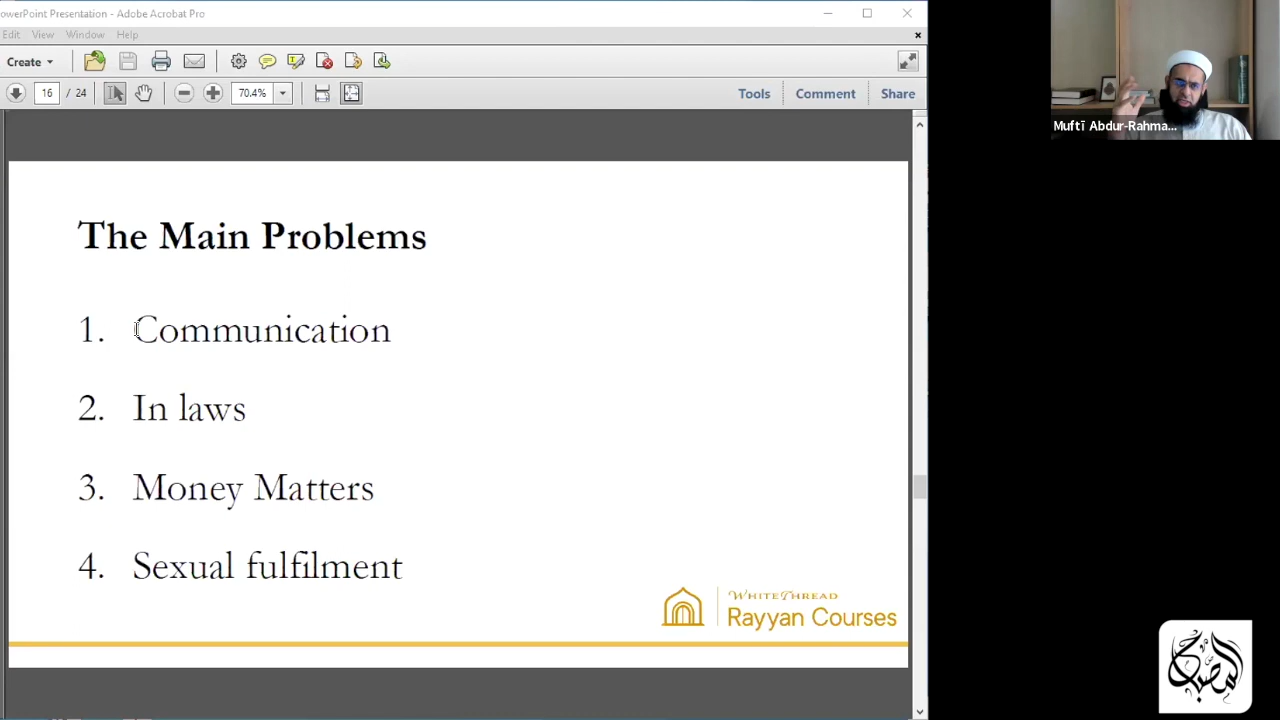 owerPoint Presentation - Adobe Acrobat Pro
Edit View Window Help
Create
16 / 24
70.4%
Tools Comment Share
Muftī Abdur-Rahma...
The Main Problems
1. Communication
2. In laws
3. Money Matters
4. Sexual fulfilment
WHITETHREAD
Rayyan Courses
المصباح